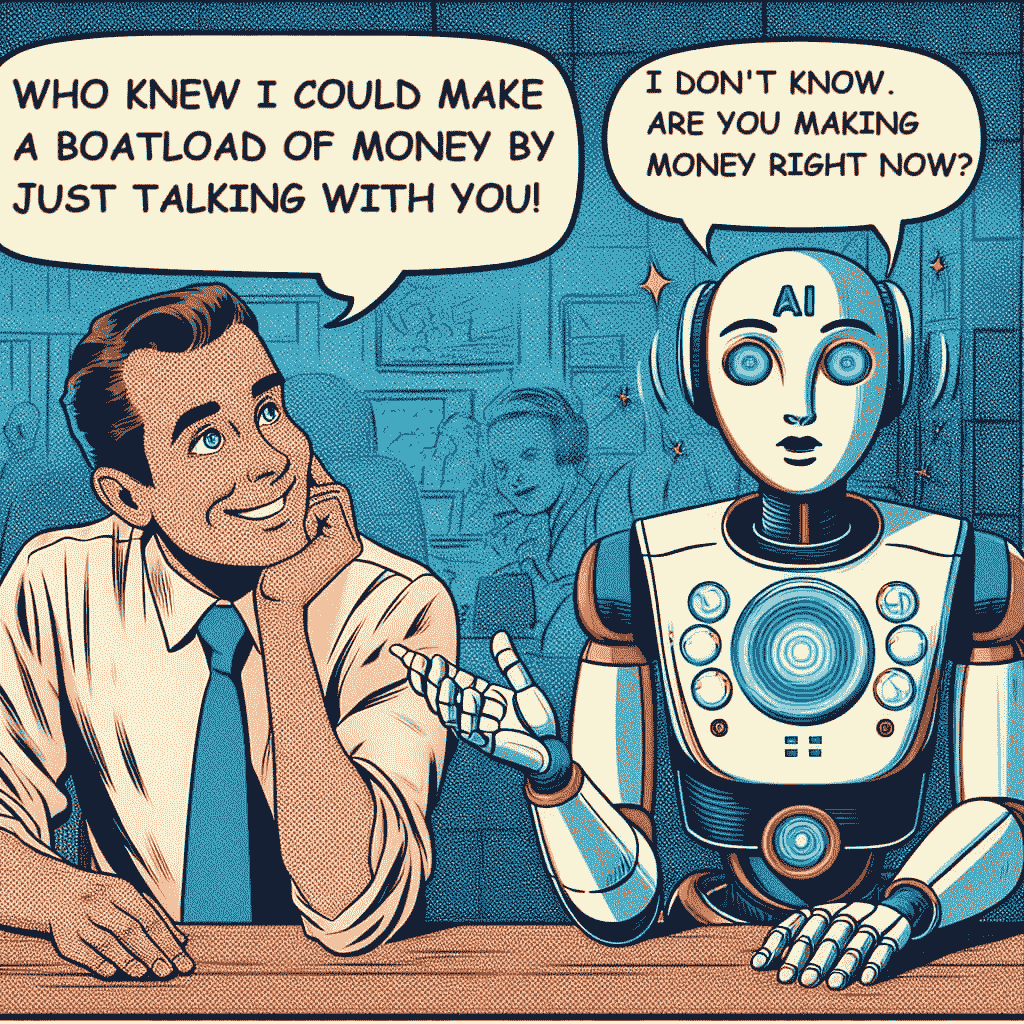 WHO KNEW I COULD MAKE
A BOATLOAD OF MONEY BY
JUST TALKING WITH YOU!
I DON'T KNOW.
ARE YOU MAKING
MONEY RIGHT NOW?
AI